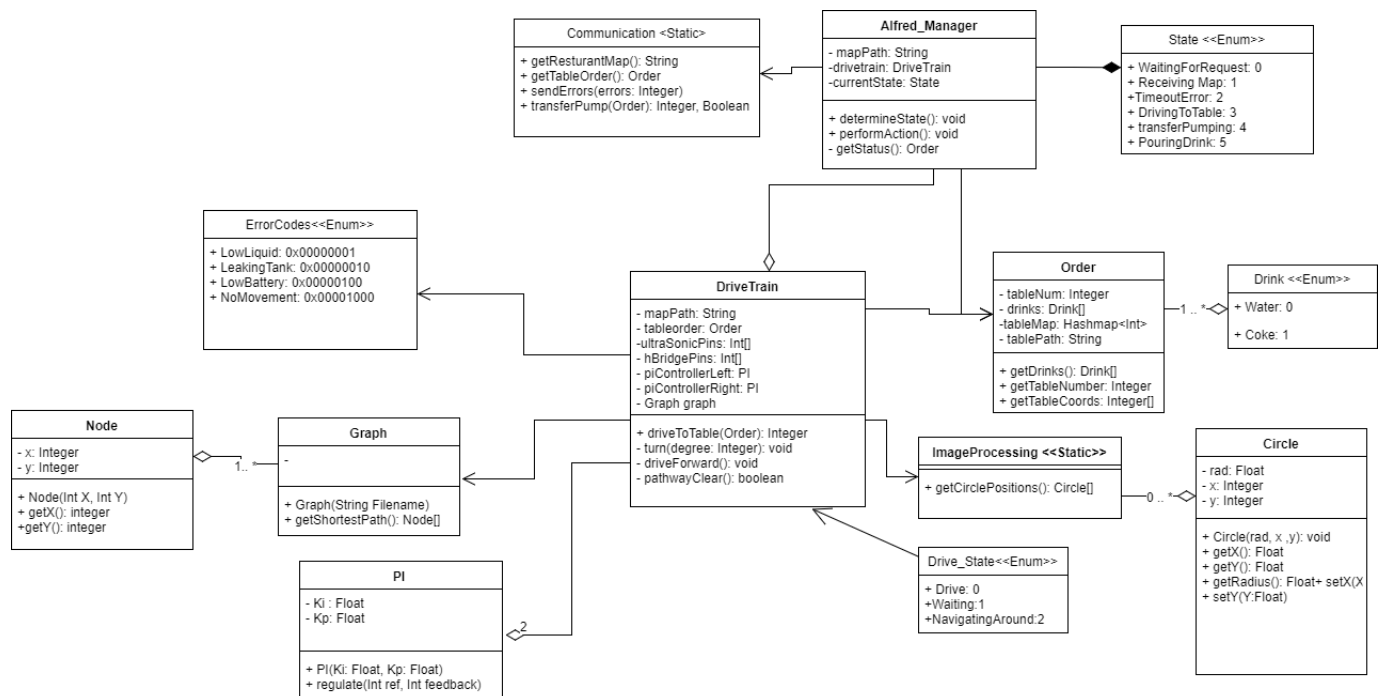 Communication <Static>
+ getResturantMap(): String
+ getTableOrder(): Order
+ sendErrors(errors: Integer)
+ transferPump(Order): Integer, Boolean
Alfred_Manager
- mapPath: String
-drivetrain: DriveTrain
-currentState: State
+ determineState(): void
+ performAction(): void
- getStatus(): Order
State <<Enum>>
+ WaitingForRequest: 0
+ Receiving Map: 1
+TimeoutError: 2
+ DrivingToTable: 3
+ transferPumping: 4
+ PouringDrink: 5
ErrorCodes<<Enum>>
+ LowLiquid: 0x00000001
+ LeakingTank: 0x00000010
+ LowBattery: 0x00000100
+ NoMovement: 0x00001000
DriveTrain
- mapPath: String
- tableorder: Order
-ultraSonicPins: Int[]
- hBridgePins: Int[]
- piControllerLeft: PI
- piControllerRight: PI
- Graph graph
+ driveToTable(Order): Integer
- turn(degree: Integer): void
- driveForward(): void
- pathwayClear(): boolean
Order
- tableNum: Integer
- drinks: Drink[]
-tableMap: Hashmap<Int>
- tablePath: String
+ getDrinks(): Drink[]
+ getTableNumber: Integer
+ getTableCoords: Integer[]
1 .. *
Drink <<Enum>>
+ Water: 0
+ Coke: 1
Node
- x: Integer
- y: Integer
+ Node(Int X, Int Y)
+ getX(): integer
+getY(): integer
1.. *
Graph
-
+ Graph(String Filename)
+ getShortestPath(): Node[]
ImageProcessing <<Static>>
+ getCirclePositions(): Circle[]
0 .. *
Circle
- rad: Float
- x: Integer
- y: Integer
+ Circle(rad, x ,y): void
+ getX(): Float
+ getY(): Float
+ getRadius(): Float+ setX(X
+ setY(Y:Float)
PI
- Ki : Float
- Kp: Float
+ PI(Ki: Float, Kp: Float)
+ regulate(Int ref, Int feedback)
2
Drive_State<<Enum>>
+ Drive: 0
+Waiting:1
+NavigatingAround:2